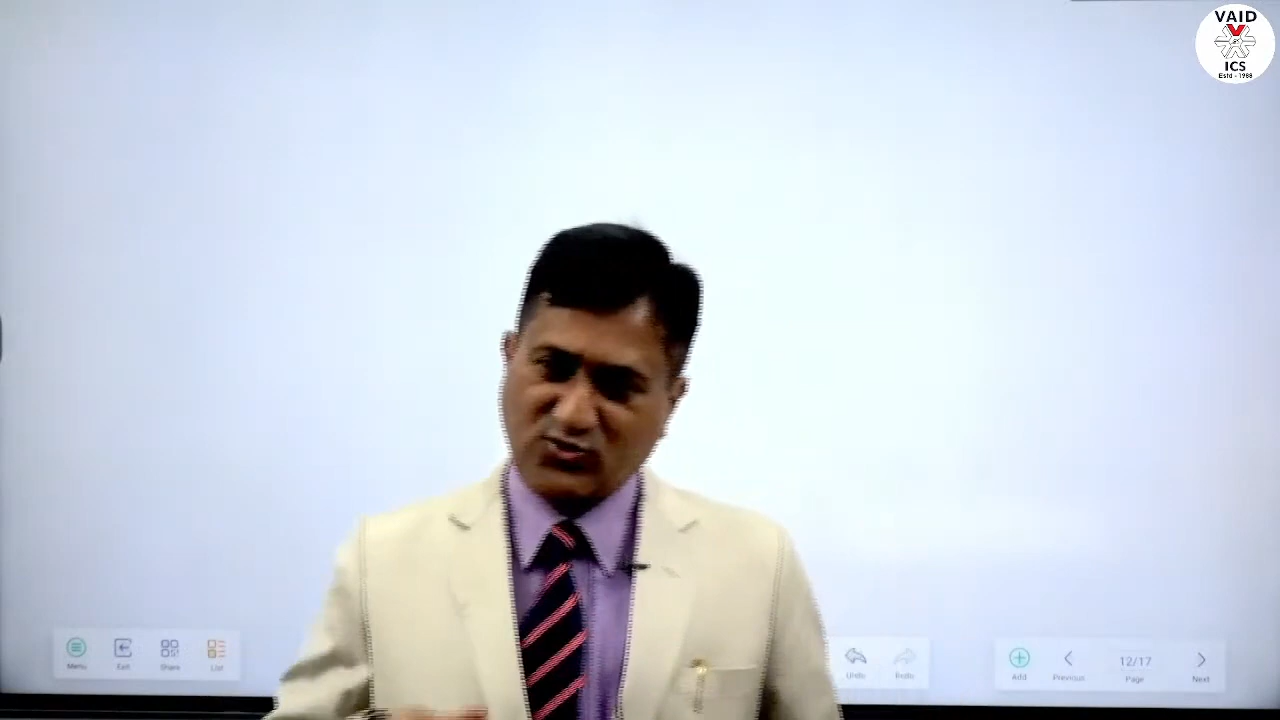 VAID
ICS
Estd - 1988
Menu
Exit
Share
List
Undo
Redo
Add
Previous
12/17
Page
Next